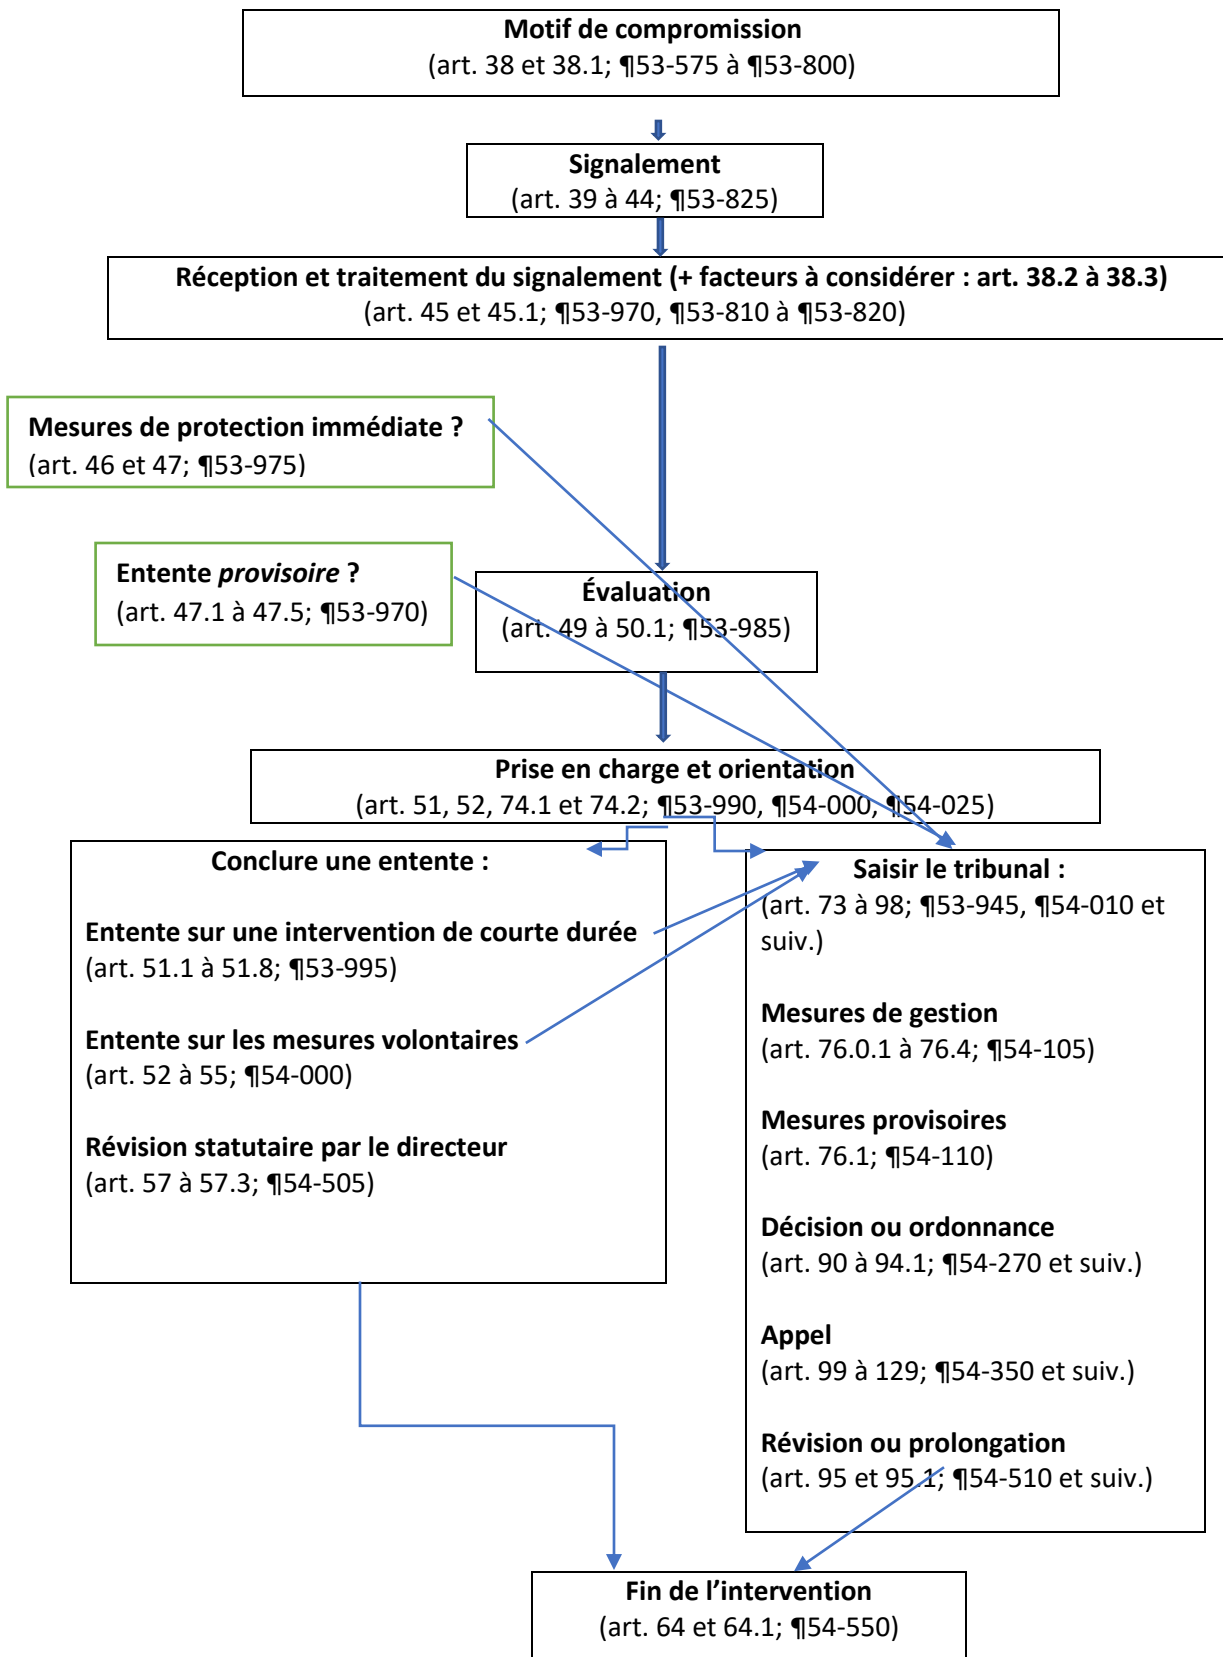 Motif de compromission
(art. 38 et 38.1; ¶53-575 à ¶53-800)
Signalement
(art. 39 à 44; ¶53-825)
Réception et traitement du signalement (+ facteurs à considérer : art. 38.2 à 38.3)
(art. 45 et 45.1; ¶53-970, ¶53-810 à ¶53-820)
Mesures de protection immédiate ?
(art. 46 et 47; ¶53-975)
Entente provisoire ?
(art. 47.1 à 47.5; ¶53-970)
Évaluation
(art. 49 à 50.1; ¶53-985)
Prise en charge et orientation
(art. 51, 52, 74.1 et 74.2; ¶53-990, ¶54-000, ¶54-025)
Conclure une entente :
Entente sur une intervention de courte durée
(art. 51.1 à 51.8; ¶53-995)
Entente sur les mesures volontaires
(art. 52 à 55; ¶54-000)
Révision statutaire par le directeur
(art. 57 à 57.3; ¶54-505)
Saisir le tribunal :
(art. 73 à 98; ¶53-945, ¶54-010 et
suiv.)
Mesures de gestion
(art. 76.0.1 à 76.4; ¶54-105)
Mesures provisoires
(art. 76.1; ¶54-110)
Décision ou ordonnance
(art. 90 à 94.1; ¶54-270 et suiv.)
Appel
(art. 99 à 129; ¶54-350 et suiv.)
Révision ou prolongation
(art. 95 et 95.1; ¶54-510 et suiv.)
Fin de l’intervention
(art. 64 et 64.1; ¶54-550)